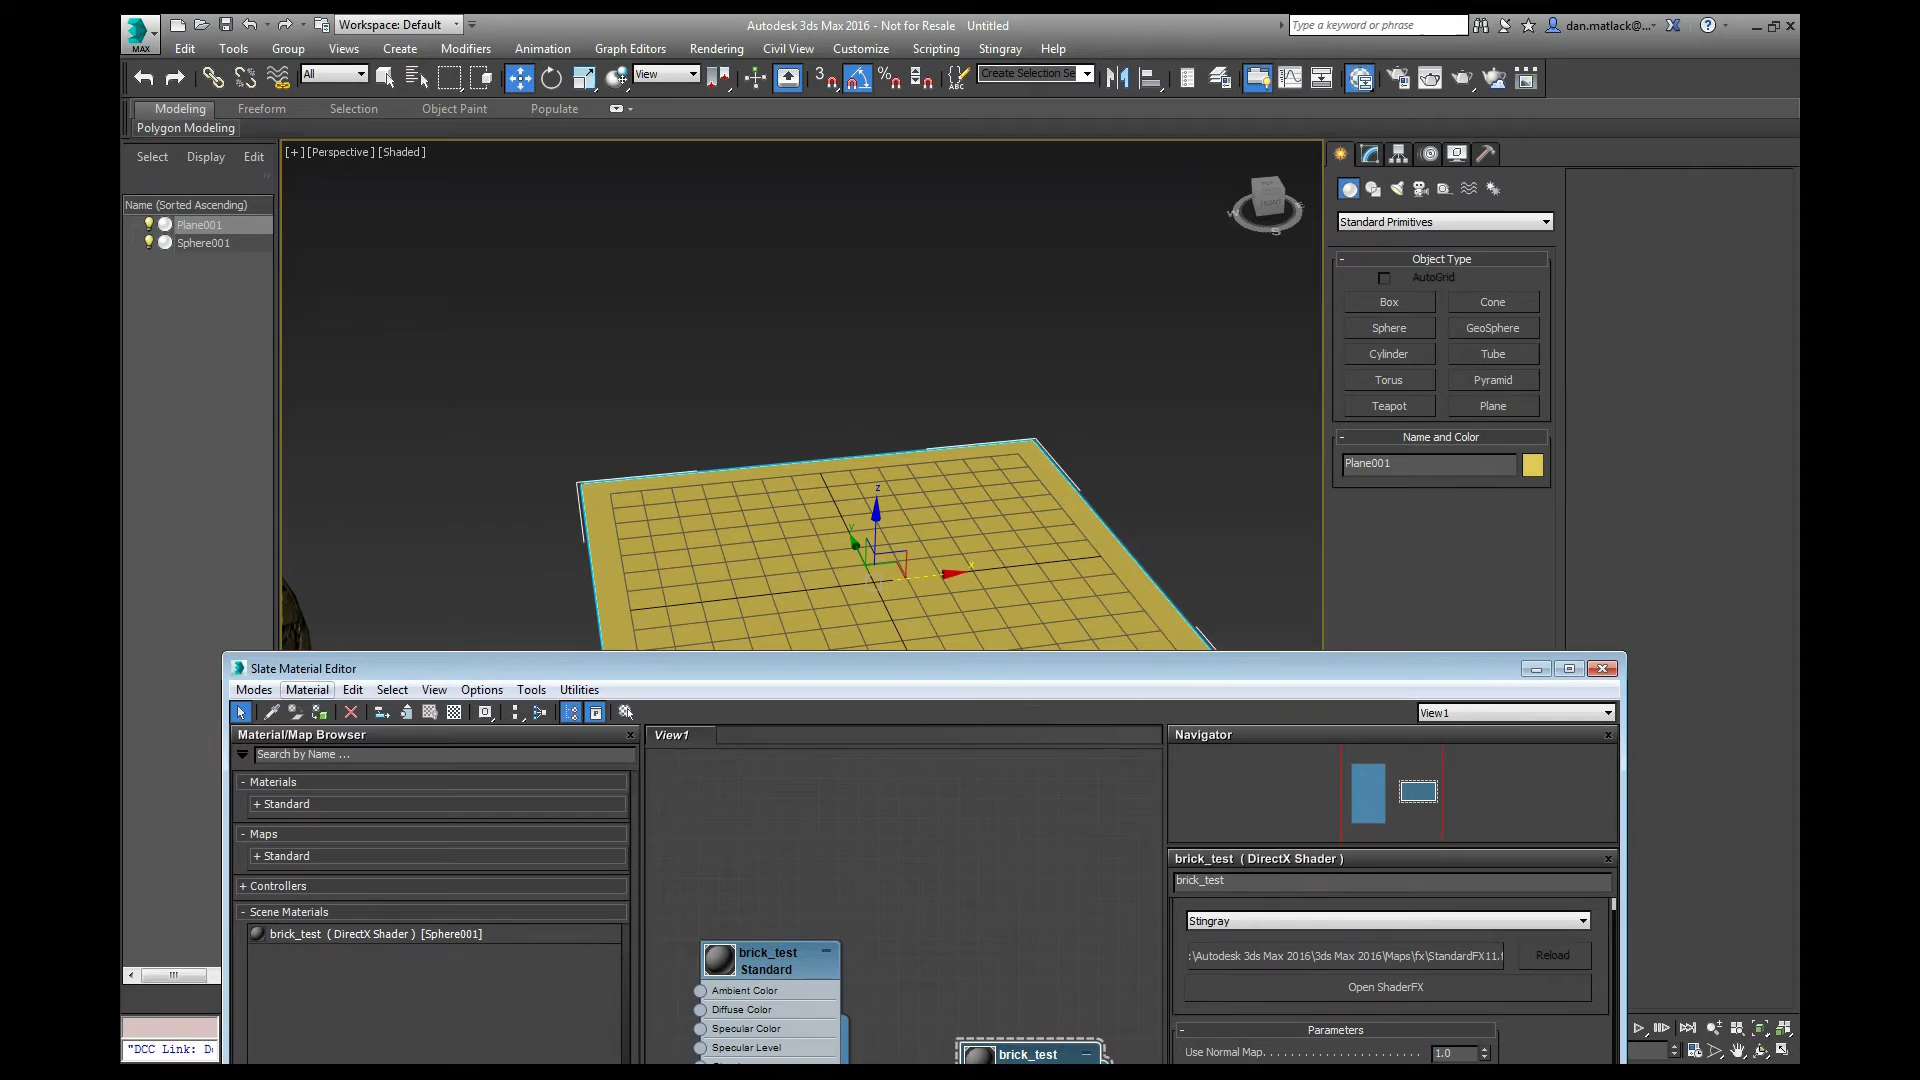 Workspace: Default
Autodesk 3ds Max 2016 - Not for Resale    Untitled
Type a keyword or phrase
dan.matlack@...
MAX
Edit Tools Group Views Create Modifiers Animation Graph Editors Rendering Civil View Customize Scripting Stingray Help
All
View
3
%
Create Selection Se
ABC
Modeling Freeform Selection Object Paint Populate
Polygon Modeling
Select Display Edit
[+] [Perspective] [Shaded]
TOP
FRONT
W
S
Name (Sorted Ascending)
Plane001
Sphere001
Standard Primitives
- Object Type
AutoGrid
Box Cone
Sphere GeoSphere
Cylinder Tube
Torus Pyramid
Teapot Plane
- Name and Color
Plane001
z
y
x
Slate Material Editor
Modes Material Edit Select View Options Tools Utilities
View1
Material/Map Browser
Search by Name ...
- Materials
+ Standard
- Maps
+ Standard
+ Controllers
- Scene Materials
brick_test ( DirectX Shader ) [Sphere001]
View1
brick_test
Standard
Ambient Color
Diffuse Color
Specular Color
Specular Level
brick_test
Navigator
brick_test ( DirectX Shader )
brick_test
Stingray
:\Autodesk 3ds Max 2016\3ds Max 2016\Maps\fx\StandardFX11.f
Reload
Open ShaderFX
- Parameters
Use Normal Map. . . . . . . . . . . . . . . . . . . . . . . . . . 1.0
"DCC Link: D